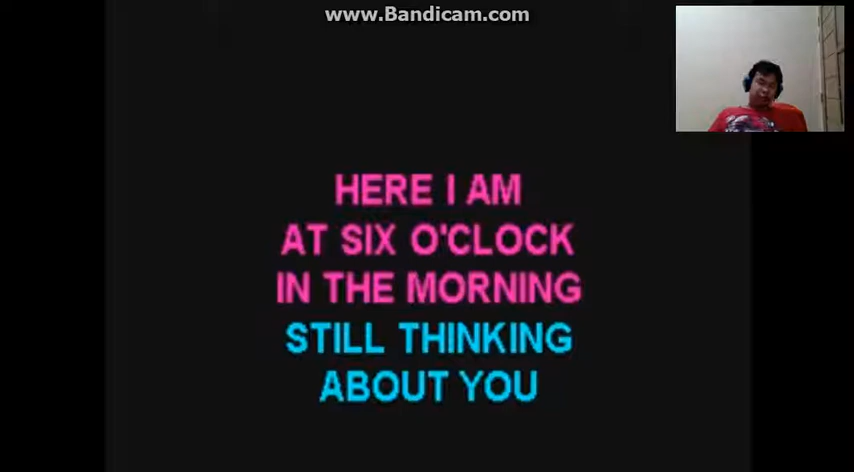 www.Bandicam.com
HERE I AM
AT SIX O'CLOCK
IN THE MORNING
STILL THINKING
ABOUT YOU